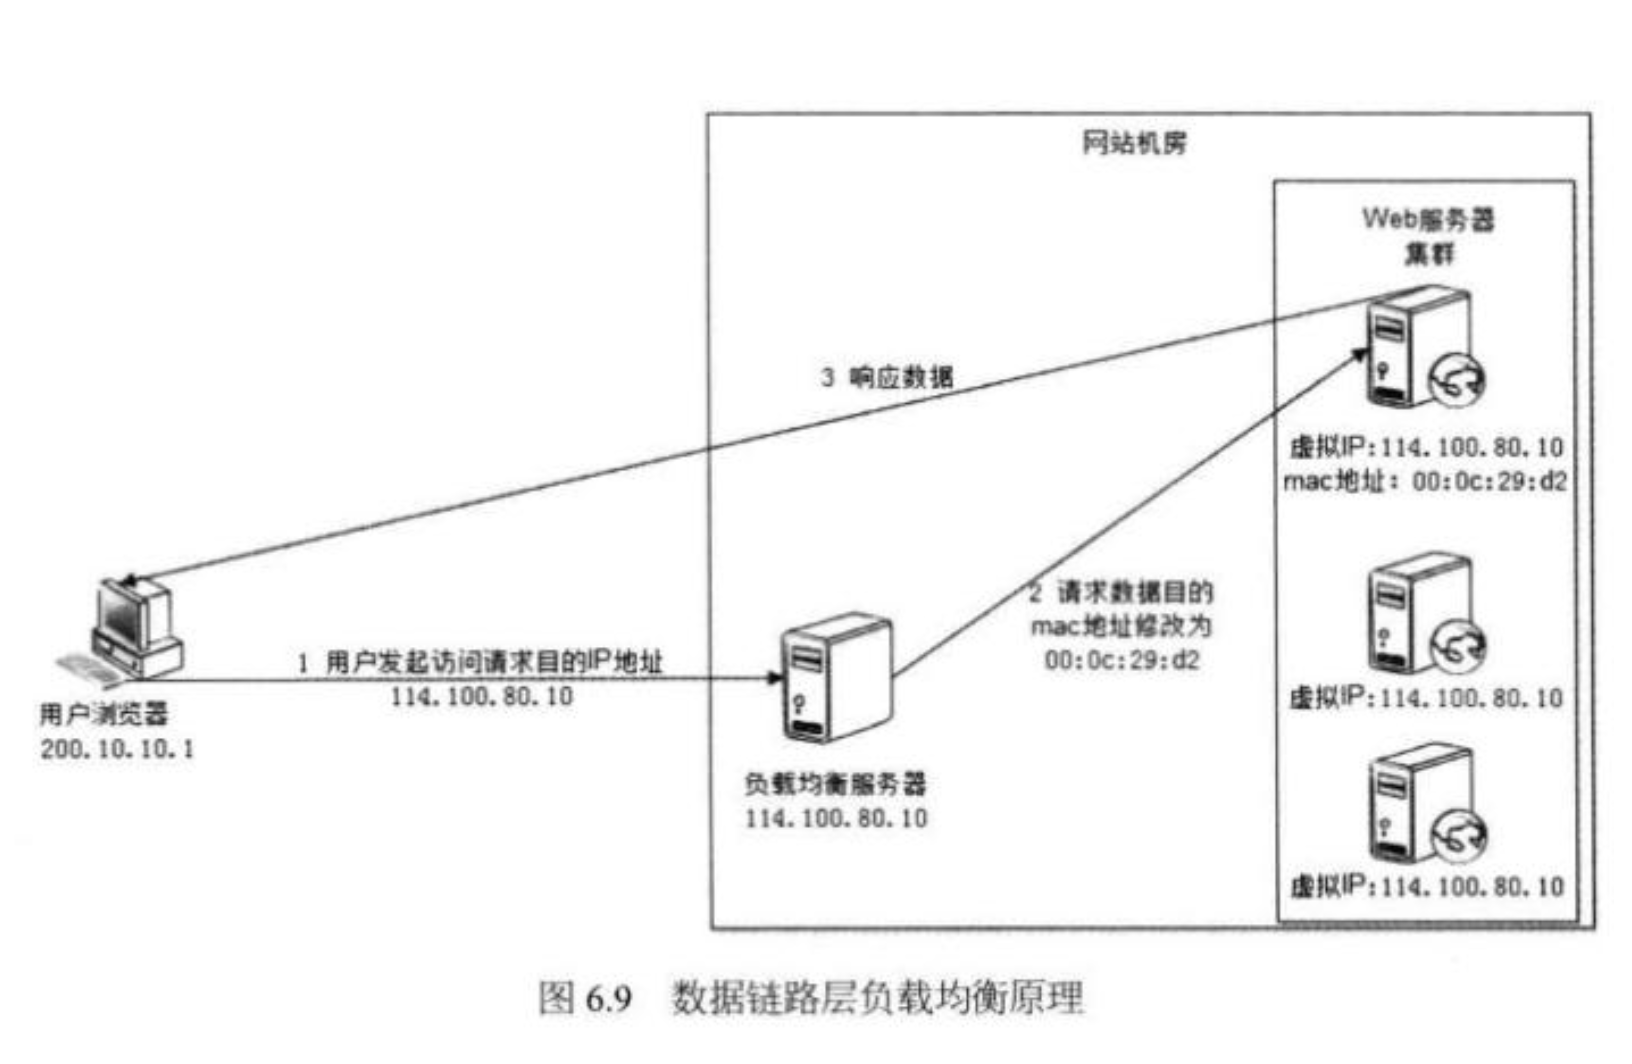 网站机房
Web服务器
集群
3 响应数据
虚拟IP:114.100.80.10
mac地址: 00:0c:29:d2
2 请求数据目的
mac地址修改为
00:0c:29:d2
1 用户发起访问请求目的IP地址
114.100.80.10
用户浏览器
200.10.10.1
虚拟IP:114.100.80.10
负载均衡服务器
114.100.80.10
虚拟IP:114.100.80.10
图 6.9 数据链路层负载均衡原理